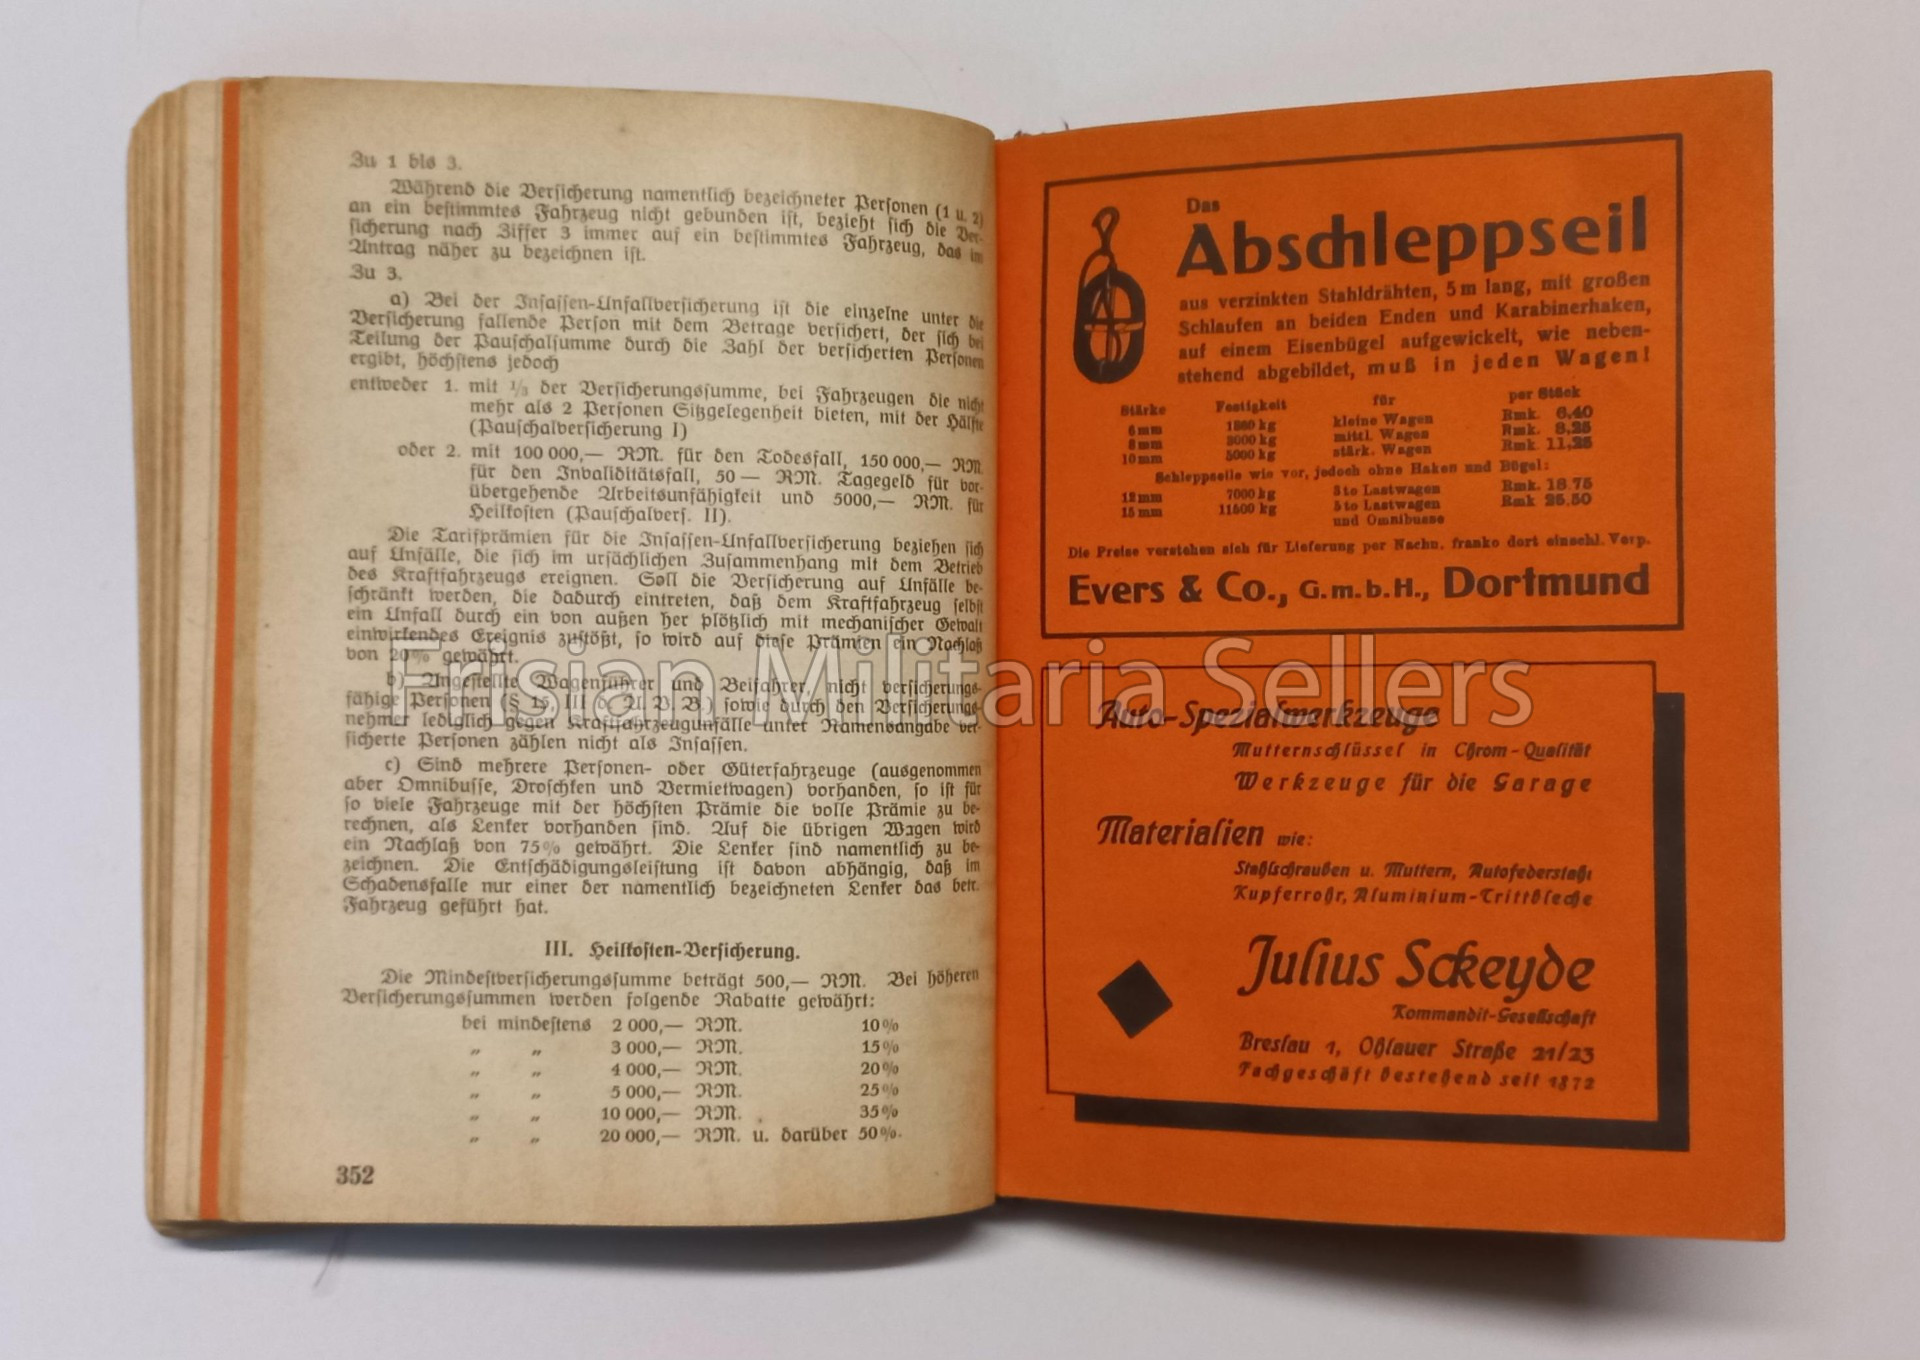 Zu 1 bis 3.
Während die Versicherung namentlich bezeichneter Personen (1 u. 2)
an ein bestimmtes Fahrzeug nicht gebunden ist, bezieht sich die Ver-
sicherung nach Ziffer 3 immer auf ein bestimmtes Fahrzeug, das im
Antrag näher zu bezeichnen ist.
Zu 3.
a) Bei der Insassen-Unfallversicherung ist die einzelne unter die
Versicherung fallende Person mit dem Betrage versichert, der sich bei
Teilung der Pauschalsumme durch die Zahl der versicherten Personen
ergibt, höchstens jedoch
entweder 1. mit 1/3 der Versicherungssumme, bei Fahrzeugen die nicht
mehr als 2 Personen Sitzgelegenheit bieten, mit der Hälfte
(Pauschalversicherung I)
oder 2. mit 100 000,— RM. für den Todesfall, 150 000,— RM.
für den Invaliditätsfall, 50 — RM. Tagegeld für vor-
übergehende Arbeitsunfähigkeit und 5000,— RM. für
Heilkosten (Pauschalvers. II).
Die Tarifprämien für die Insassen-Unfallversicherung beziehen sich
auf Unfälle, die sich im ursächlichen Zusammenhang mit dem Betrieb
des Kraftfahrzeugs ereignen. Soll die Versicherung auf Unfälle be-
schränkt werden, die dadurch eintreten, daß dem Kraftfahrzeug selbst
ein Unfall durch ein von außen her plötzlich mit mechanischer Gewalt
einwirkendes Ereignis zustößt, so wird auf diese Prämien ein Nachlaß
von 20% gewährt.
b) Angestellte Wagenführer und Beifahrer, nicht versicherungs-
fähige Personen (§ 15, II A. V. B.) sowie durch den Versicherungs-
nehmer lediglich gegen Kraftfahrzeugunfälle unter Namensangabe ver-
sicherte Personen zählen nicht als Insassen.
c) Sind mehrere Personen- oder Güterfahrzeuge (ausgenommen
aber Omnibusse, Droschken und Vermietwagen) vorhanden, so ist für
so viele Fahrzeuge mit der höchsten Prämie die volle Prämie zu be-
rechnen, als Lenker vorhanden sind. Auf die übrigen Wagen wird
ein Nachlaß von 75% gewährt. Die Lenker sind namentlich zu be-
zeichnen. Die Entschädigungsleistung ist davon abhängig, daß im
Schadensfalle nur einer der namentlich bezeichneten Lenker das betr.
Fahrzeug geführt hat.
III. Heilkosten-Versicherung.
Die Mindestversicherungssumme beträgt 500,— RM. Bei höheren
Versicherungssummen werden folgende Rabatte gewährt:
bei mindestens 2 000,— RM. 10%
„ „ 3 000,— RM. 15%
„ „ 4 000,— RM. 20%
„ „ 5 000,— RM. 25%
„ „ 10 000,— RM. 35%
„ „ 20 000,— RM. u. darüber 50%.
352
Das
Abschleppseil
aus verzinkten Stahldrähten, 5 m lang, mit großen
Schlaufen an beiden Enden und Karabinerhaken,
auf einem Eisenbügel aufgewickelt, wie neben-
stehend abgebildet, muß in jeden Wagen!
Stärke Festigkeit für per Stück
6 mm 1800 kg kleine Wagen Rmk. 6,40
8 mm 3000 kg mittl. Wagen Rmk. 8,25
10 mm 5000 kg stärk. Wagen Rmk. 11,25
Schleppseile wie vor, jedoch ohne Haken und Bügel:
12 mm 7000 kg 3 to Lastwagen Rmk. 18.75
15 mm 11500 kg 5 to Lastwagen Rmk 25.50
und Omnibusse
Die Preise verstehen sich für Lieferung per Nachn. franko dort einschl. Verp.
Evers & Co., G.m.b.H., Dortmund
Auto-Spezialwerkzeuge
Mutternschlüssel in Chrom-Qualität
Werkzeuge für die Garage
Materialien wie:
Stahlschrauben u. Muttern, Autofederstahl
Kupferrohr, Aluminium-Trittbleche
Julius Sckeyde
Kommandit-Gesellschaft
Breslau 1, Ohlauer Straße 21/23
Fachgeschäft bestehend seit 1872
Frisian Militaria Sellers